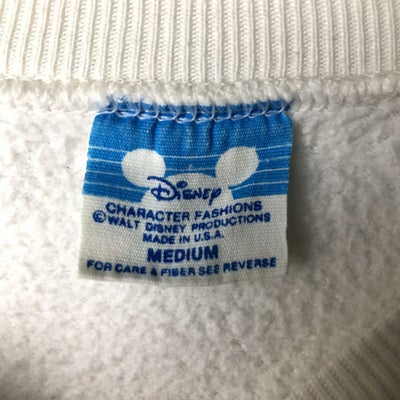 Disney
CHARACTER FASHIONS
©WALT DISNEY PRODUCTIONS
MADE IN U.S.A.
MEDIUM
FOR CARE & FIBER SEE REVERSE